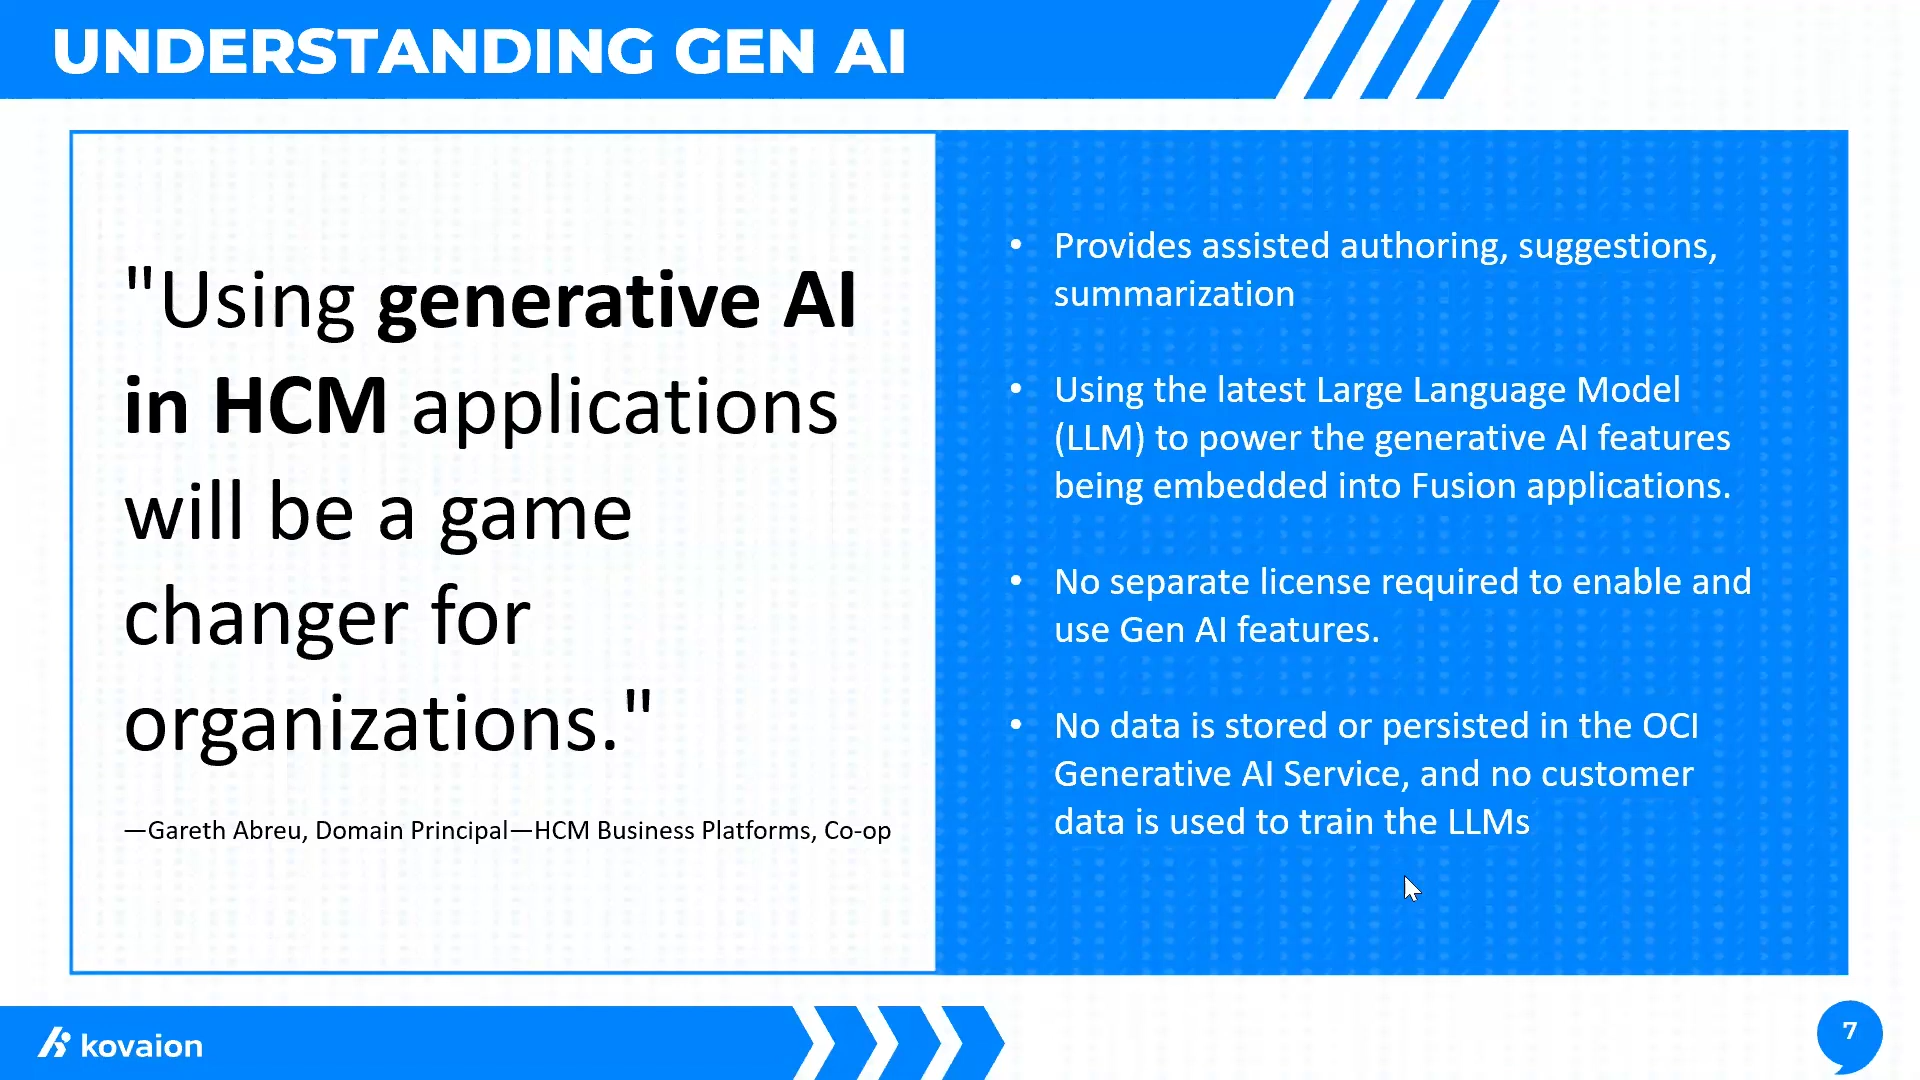 UNDERSTANDING GEN AI
"Using generative AI
in HCM applications
will be a game
changer for
organizations."
—Gareth Abreu, Domain Principal—HCM Business Platforms, Co-op
• Provides assisted authoring, suggestions,
summarization
• Using the latest Large Language Model
(LLM) to power the generative AI features
being embedded into Fusion applications.
• No separate license required to enable and
use Gen AI features.
• No data is stored or persisted in the OCI
Generative AI Service, and no customer
data is used to train the LLMs
kovaion
7